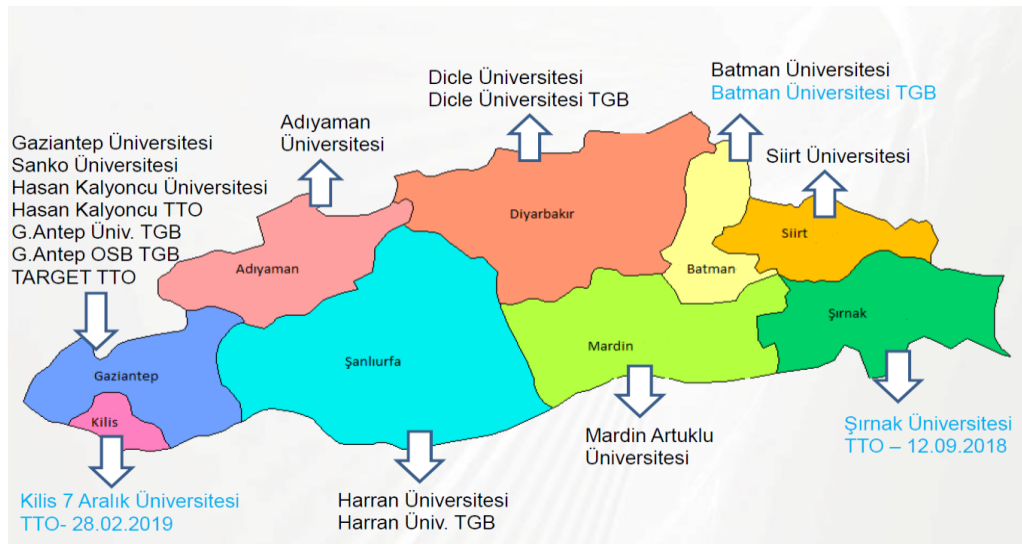 Dicle Üniversitesi
Dicle Üniversitesi TGB
Batman Üniversitesi
Batman Üniversitesi TGB
Adıyaman
Üniversitesi
Gaziantep Üniversitesi
Sanko Üniversitesi
Hasan Kalyoncu Üniversitesi
Hasan Kalyoncu TTO
G.Antep Üniv. TGB
G.Antep OSB TGB
TARGET TTO
Siirt Üniversitesi
Diyarbakır
Siirt
Adıyaman
Batman
Şırnak
Mardin
Şanlıurfa
Gaziantep
Kilis
Şırnak Üniversitesi
TTO – 12.09.2018
Mardin Artuklu
Üniversitesi
Kilis 7 Aralık Üniversitesi
TTO- 28.02.2019
Harran Üniversitesi
Harran Üniv. TGB